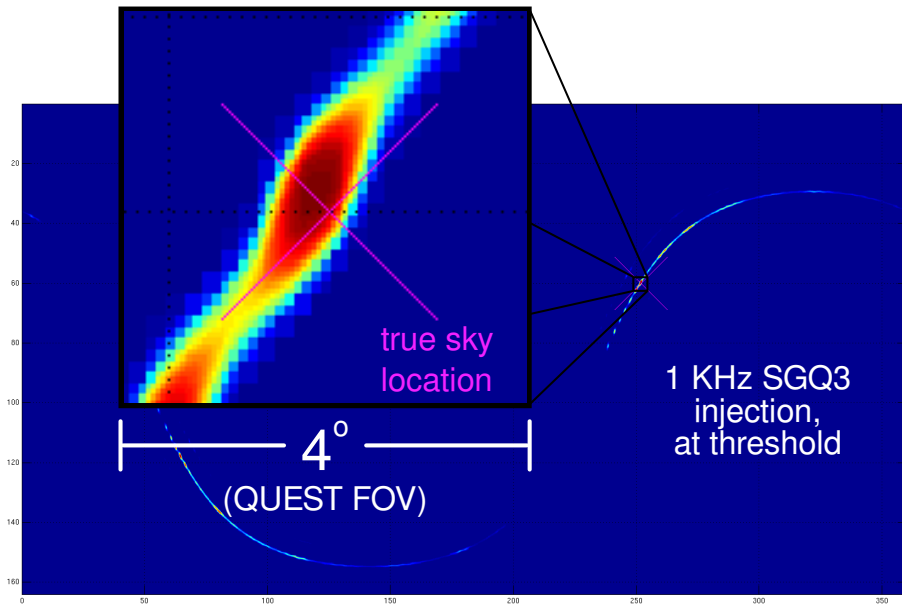 true sky
location
4°
(QUEST FOV)
1 KHz SGQ3
injection,
at threshold
20
40
60
80
100
120
140
160
0
50
100
150
200
250
300
350